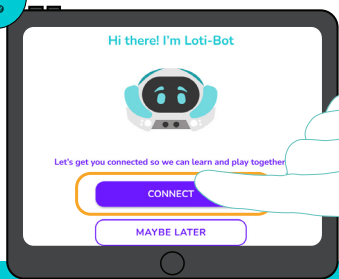 Hi there! I'm Loti-Bot
Let's get you connected so we can learn and play together
CONNECT
MAYBE LATER